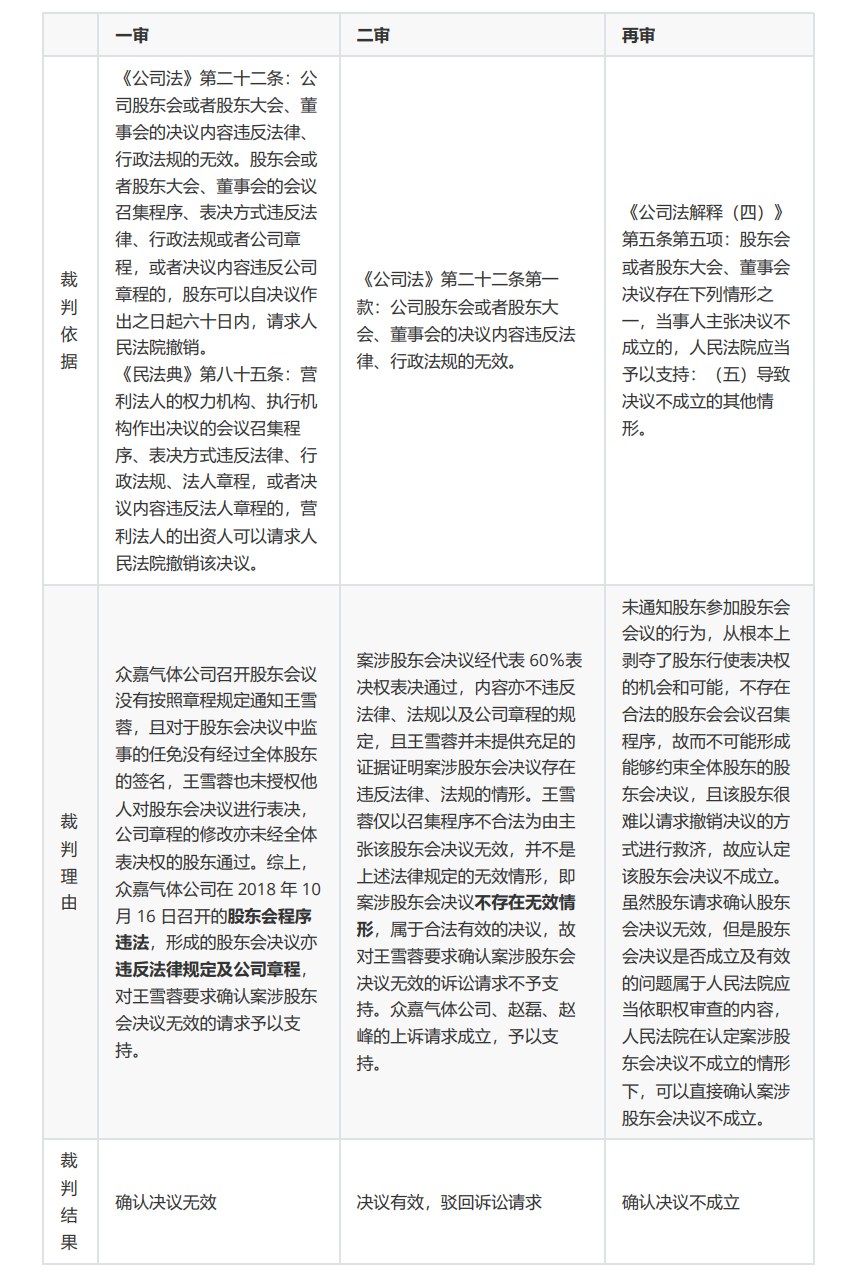 一审
二审
再审
裁
判
依
据
《公司法》第二十二条：公
司股东会或者股东大会、董
事会的决议内容违反法律、
行政法规的无效。股东会或
者股东大会、董事会的会议
召集程序、表决方式违反法
律、行政法规或者公司章
程，或者决议内容违反公司
章程的，股东可以自决议作
出之日起六十日内，请求人
民法院撤销。
《民法典》第八十五条：营
利法人的权力机构、执行机
构作出决议的会议召集程
序、表决方式违反法律、行
政法规、法人章程，或者决
议内容违反法人章程的，营
利法人的出资人可以请求人
民法院撤销该决议。
《公司法》第二十二条第一
款：公司股东会或者股东大
会、董事会的决议内容违反法
律、行政法规的无效。
《公司法解释（四）》
第五条第五项：股东会
或者股东大会、董事会
决议存在下列情形之
一，当事人主张决议不
成立的，人民法院应当
予以支持：（五）导致
决议不成立的其他情
形。
裁
判
理
由
众嘉气体公司召开股东会议
没有按照章程规定通知王雪
蓉，且对于股东会决议中监
事的任免没有经过全体股东
的签名，王雪蓉也未授权他
人对股东会决议进行表决，
公司章程的修改亦未经全体
表决权的股东通过。综上，
众嘉气体公司在 2018 年 10
月 16 日召开的股东会程序
违法，形成的股东会决议亦
违反法律规定及公司章程，
对王雪蓉要求确认案涉股东
会决议无效的请求予以支
持。
案涉股东会决议经代表 60%表
决权表决通过，内容亦不违反
法律、法规以及公司章程的规
定，且王雪蓉并未提供充足的
证据证明案涉股东会决议存在
违反法律、法规的情形。王雪
蓉仅以召集程序不合法为由主
张该股东会决议无效，并不是
上述法律规定的无效情形，即
案涉股东会决议不存在无效情
形，属于合法有效的决议，故
对王雪蓉要求确认案涉股东会
决议无效的诉讼请求不予支
持。众嘉气体公司、赵磊、赵
峰的上诉请求成立，予以支
持。
未通知股东参加股东会
会议的行为，从根本上
剥夺了股东行使表决权
的机会和可能，不存在
合法的股东会会议召集
程序，故而不可能形成
能够约束全体股东的股
东会决议，且该股东很
难以请求撤销决议的方
式进行救济，故应认定
该股东会决议不成立。
虽然股东请求确认股东
会决议无效，但是股东
会决议是否成立及有效
的问题属于人民法院应
当依职权审查的内容，
人民法院在认定案涉股
东会决议不成立的情形
下，可以直接确认案涉
股东会决议不成立。
裁
判
结
果
确认决议无效
决议有效，驳回诉讼请求
确认决议不成立